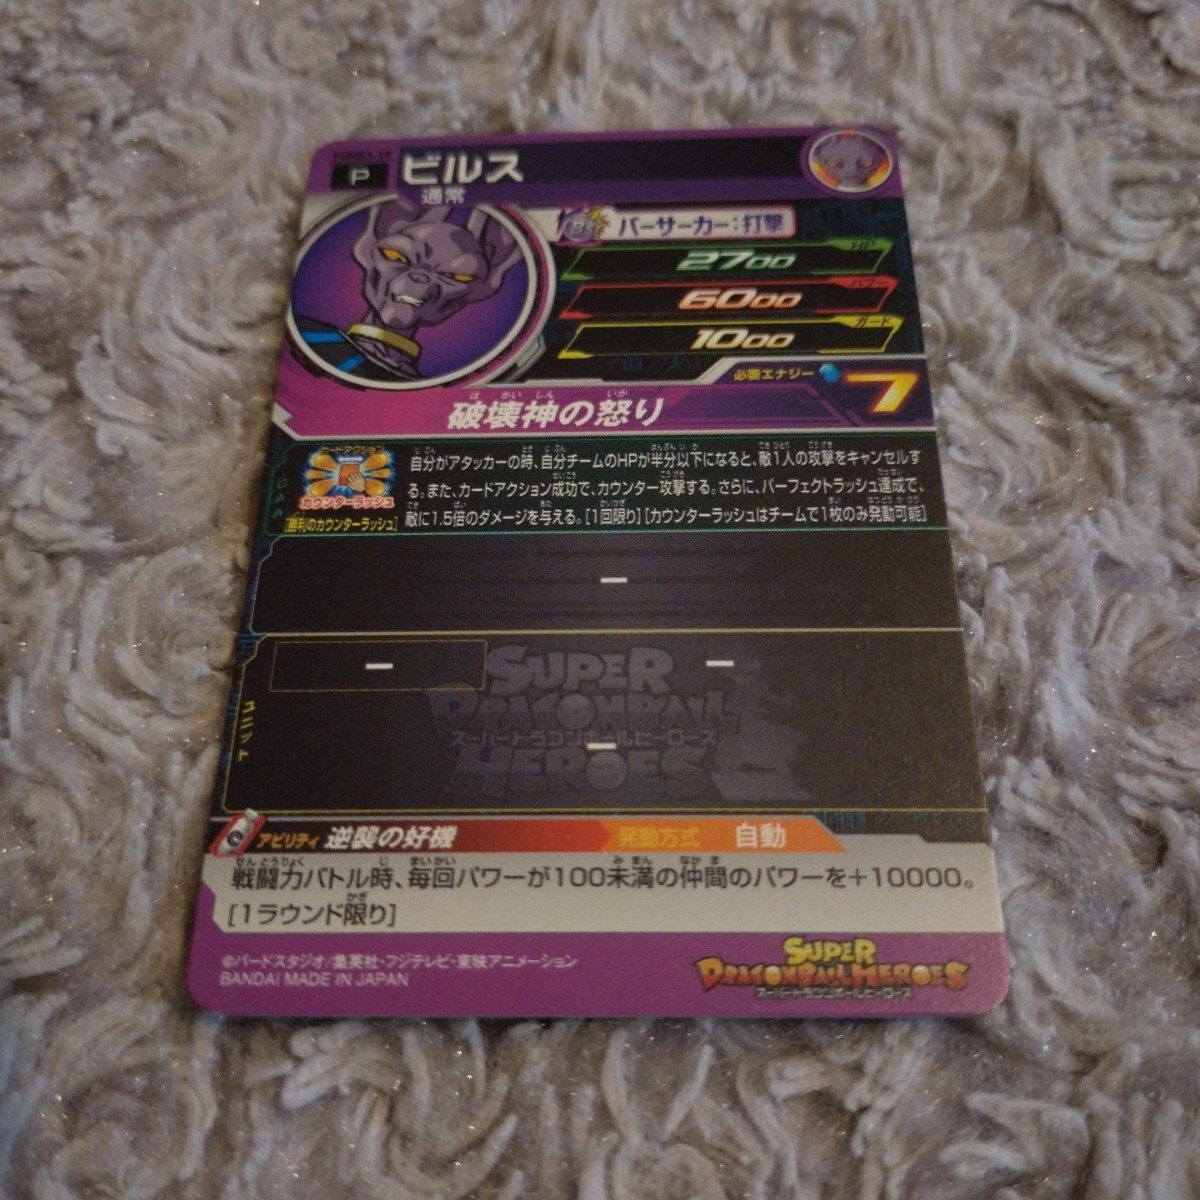 P
ビルス
通常
バーサーカー:打撃
HP
2700
パワー
6000
ガード
1000
必要エナジー
7
破壊神の怒り
カードアクション
カウンターラッシュ
[勝利のカウンターラッシュ]
CAA
自分がアタッカーの時、自分チームのHPが半分以下になると、敵1人の攻撃をキャンセルす
る。また、カードアクション成功で、カウンター攻撃する。さらに、パーフェクトラッシュ達成で、
敵に1.5倍のダメージを与える。[1回限り][カウンターラッシュはチームで1枚のみ発動可能]
ー
ユニット
ー
ー
ー
SUPER
DRAGONBALL
スーパードラゴンボールヒーローズ
HEROES
アビリティ 逆襲の好機
発動方式 自動
戦闘力バトル時、毎回パワーが100未満の仲間のパワーを+10000。
[1ラウンド限り]
©バードスタジオ/集英社・フジテレビ・東映アニメーション
BANDAI MADE IN JAPAN
SUPER
DRAGONBALL HEROES
スーパードラゴンボールヒーローズ